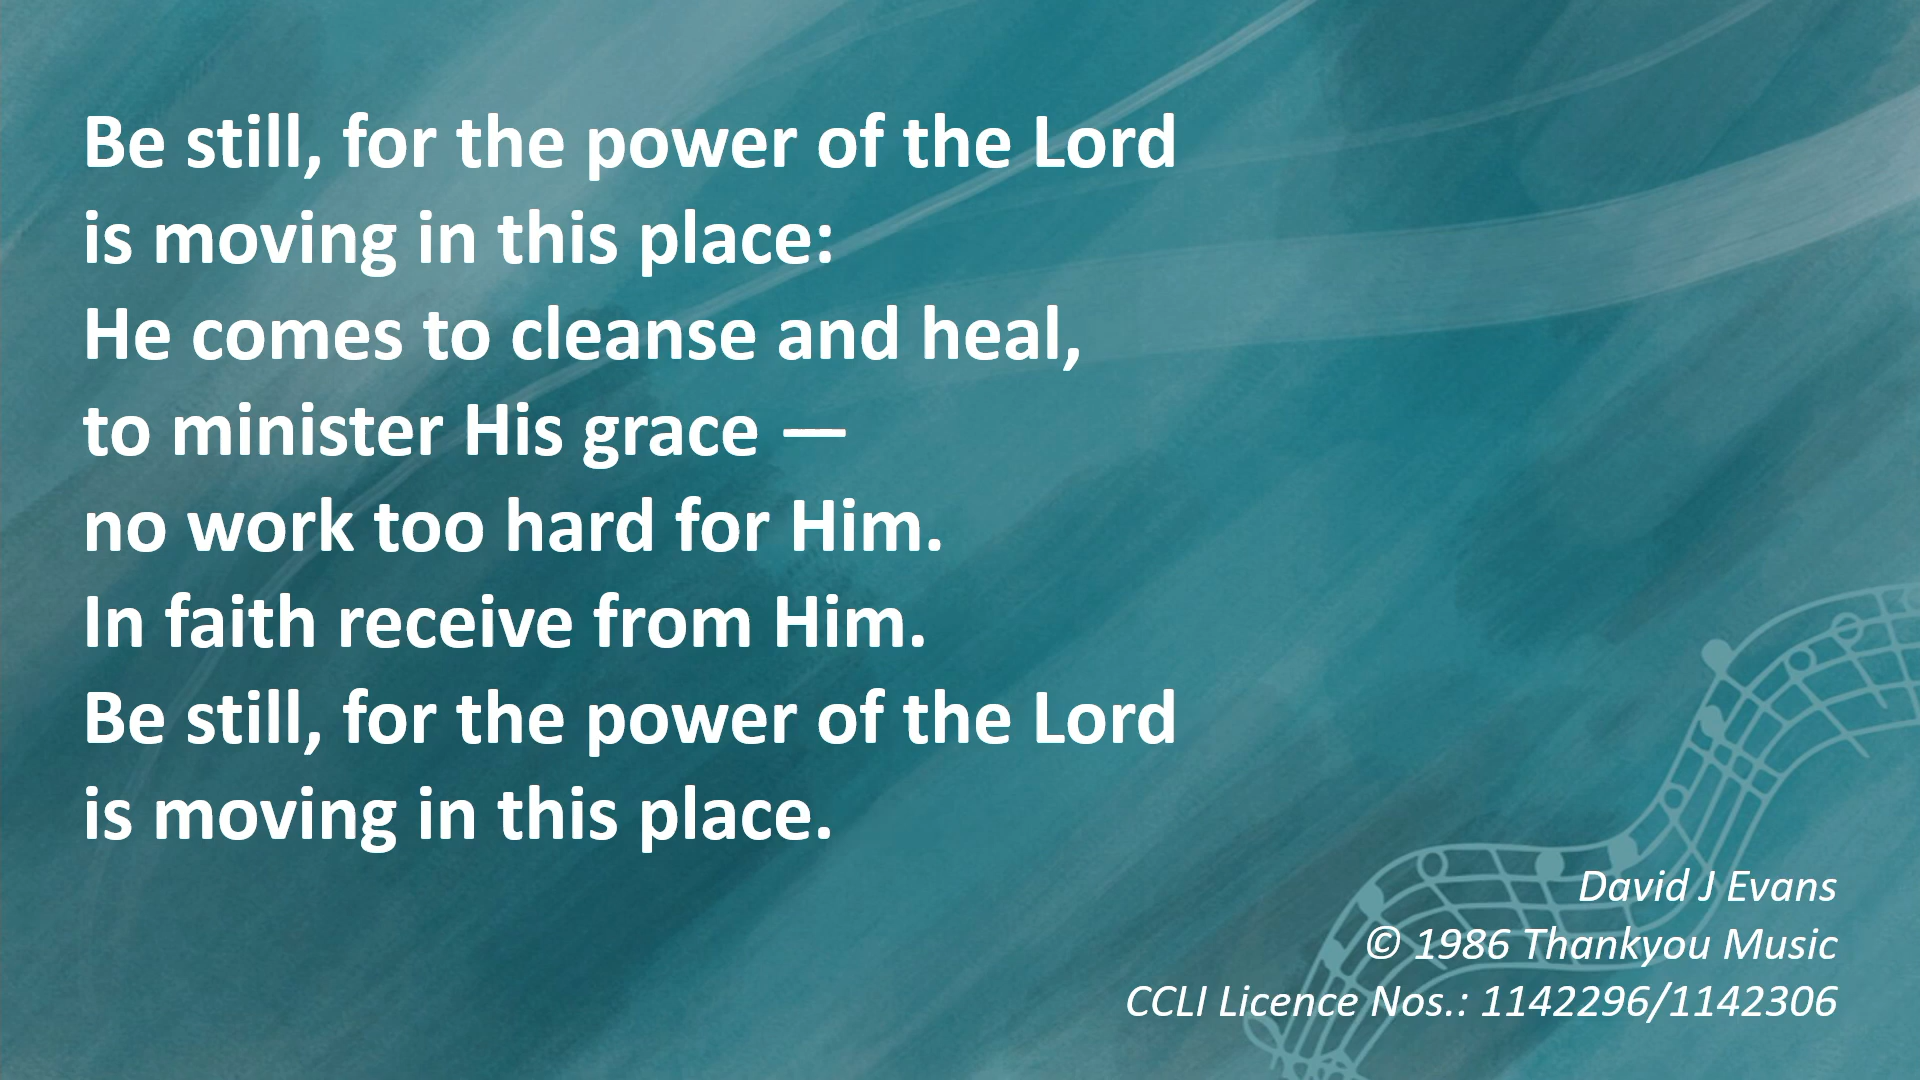 Be still, for the power of the Lord
is moving in this place:
He comes to cleanse and heal,
to minister His grace —
no work too hard for Him.
In faith receive from Him.
Be still, for the power of the Lord
is moving in this place.
David J Evans
© 1986 Thankyou Music
CCLI Licence Nos.: 1142296/1142306